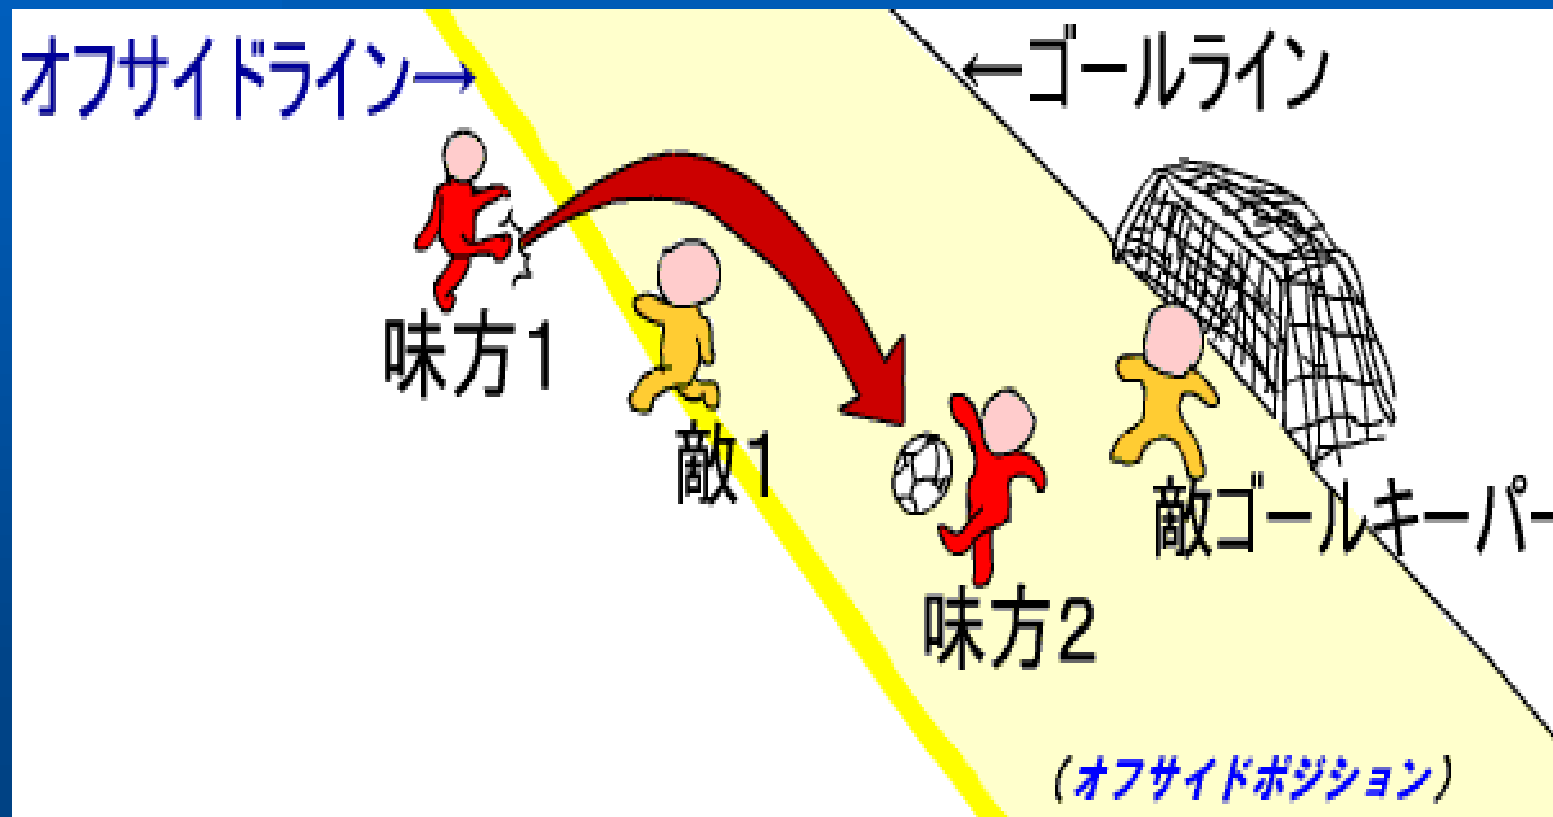 オフサイドライン→
←ゴールライン
味方1
敵1
敵ゴールキーパー
味方2
(オフサイドポジション)